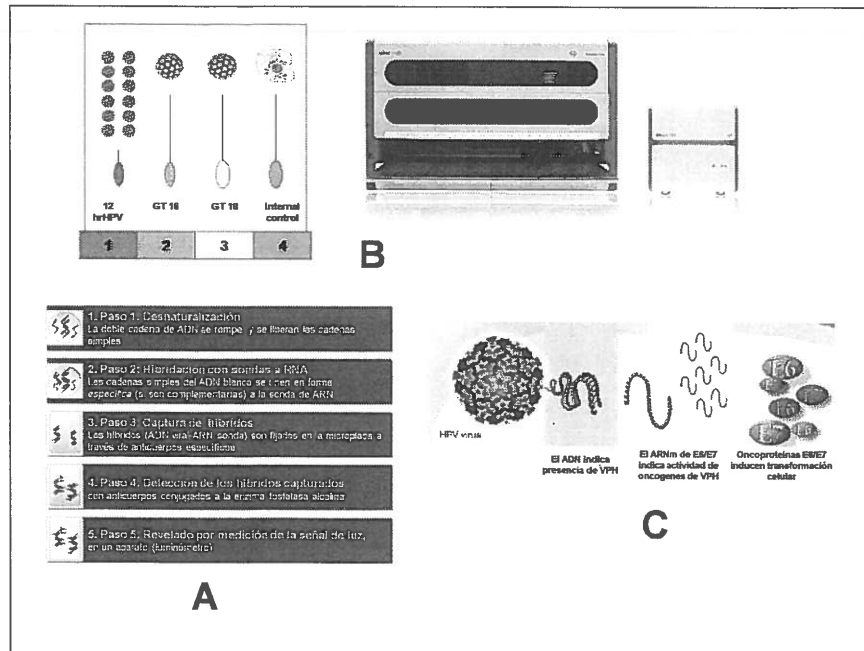 12 hrHPV
GT 16
GT 18
Internal control
1
2
3
4
B
1. Paso 1. Desnaturalización
La doble cadena de ADN se rompe y se liberan las cadenas
simples
2. Paso 2: Hibridación con sondas a RNA
Las cadenas simples del ADN blanco se unen en forma
específica (si son complementarias) a la sonda de ARN
3. Paso 3. Captura de híbridos
Los híbridos (ADN viral-ARN sonda) son fijados en la microplaca a
través de anticuerpos específicos
4. Paso 4. Detección de los híbridos capturados
con anticuerpos conjugados a la enzima fosfatasa alcalina
5. Paso 5. Revelado por medición de la señal de luz,
en un aparato (luminómetro)
A
HPV virus
El ADN indica
presencia de VPH
El ARNm de E6/E7
indica actividad de
oncogenes de VPH
E6
E7
Oncoproteínas E6/E7
inducen transformación
celular
C